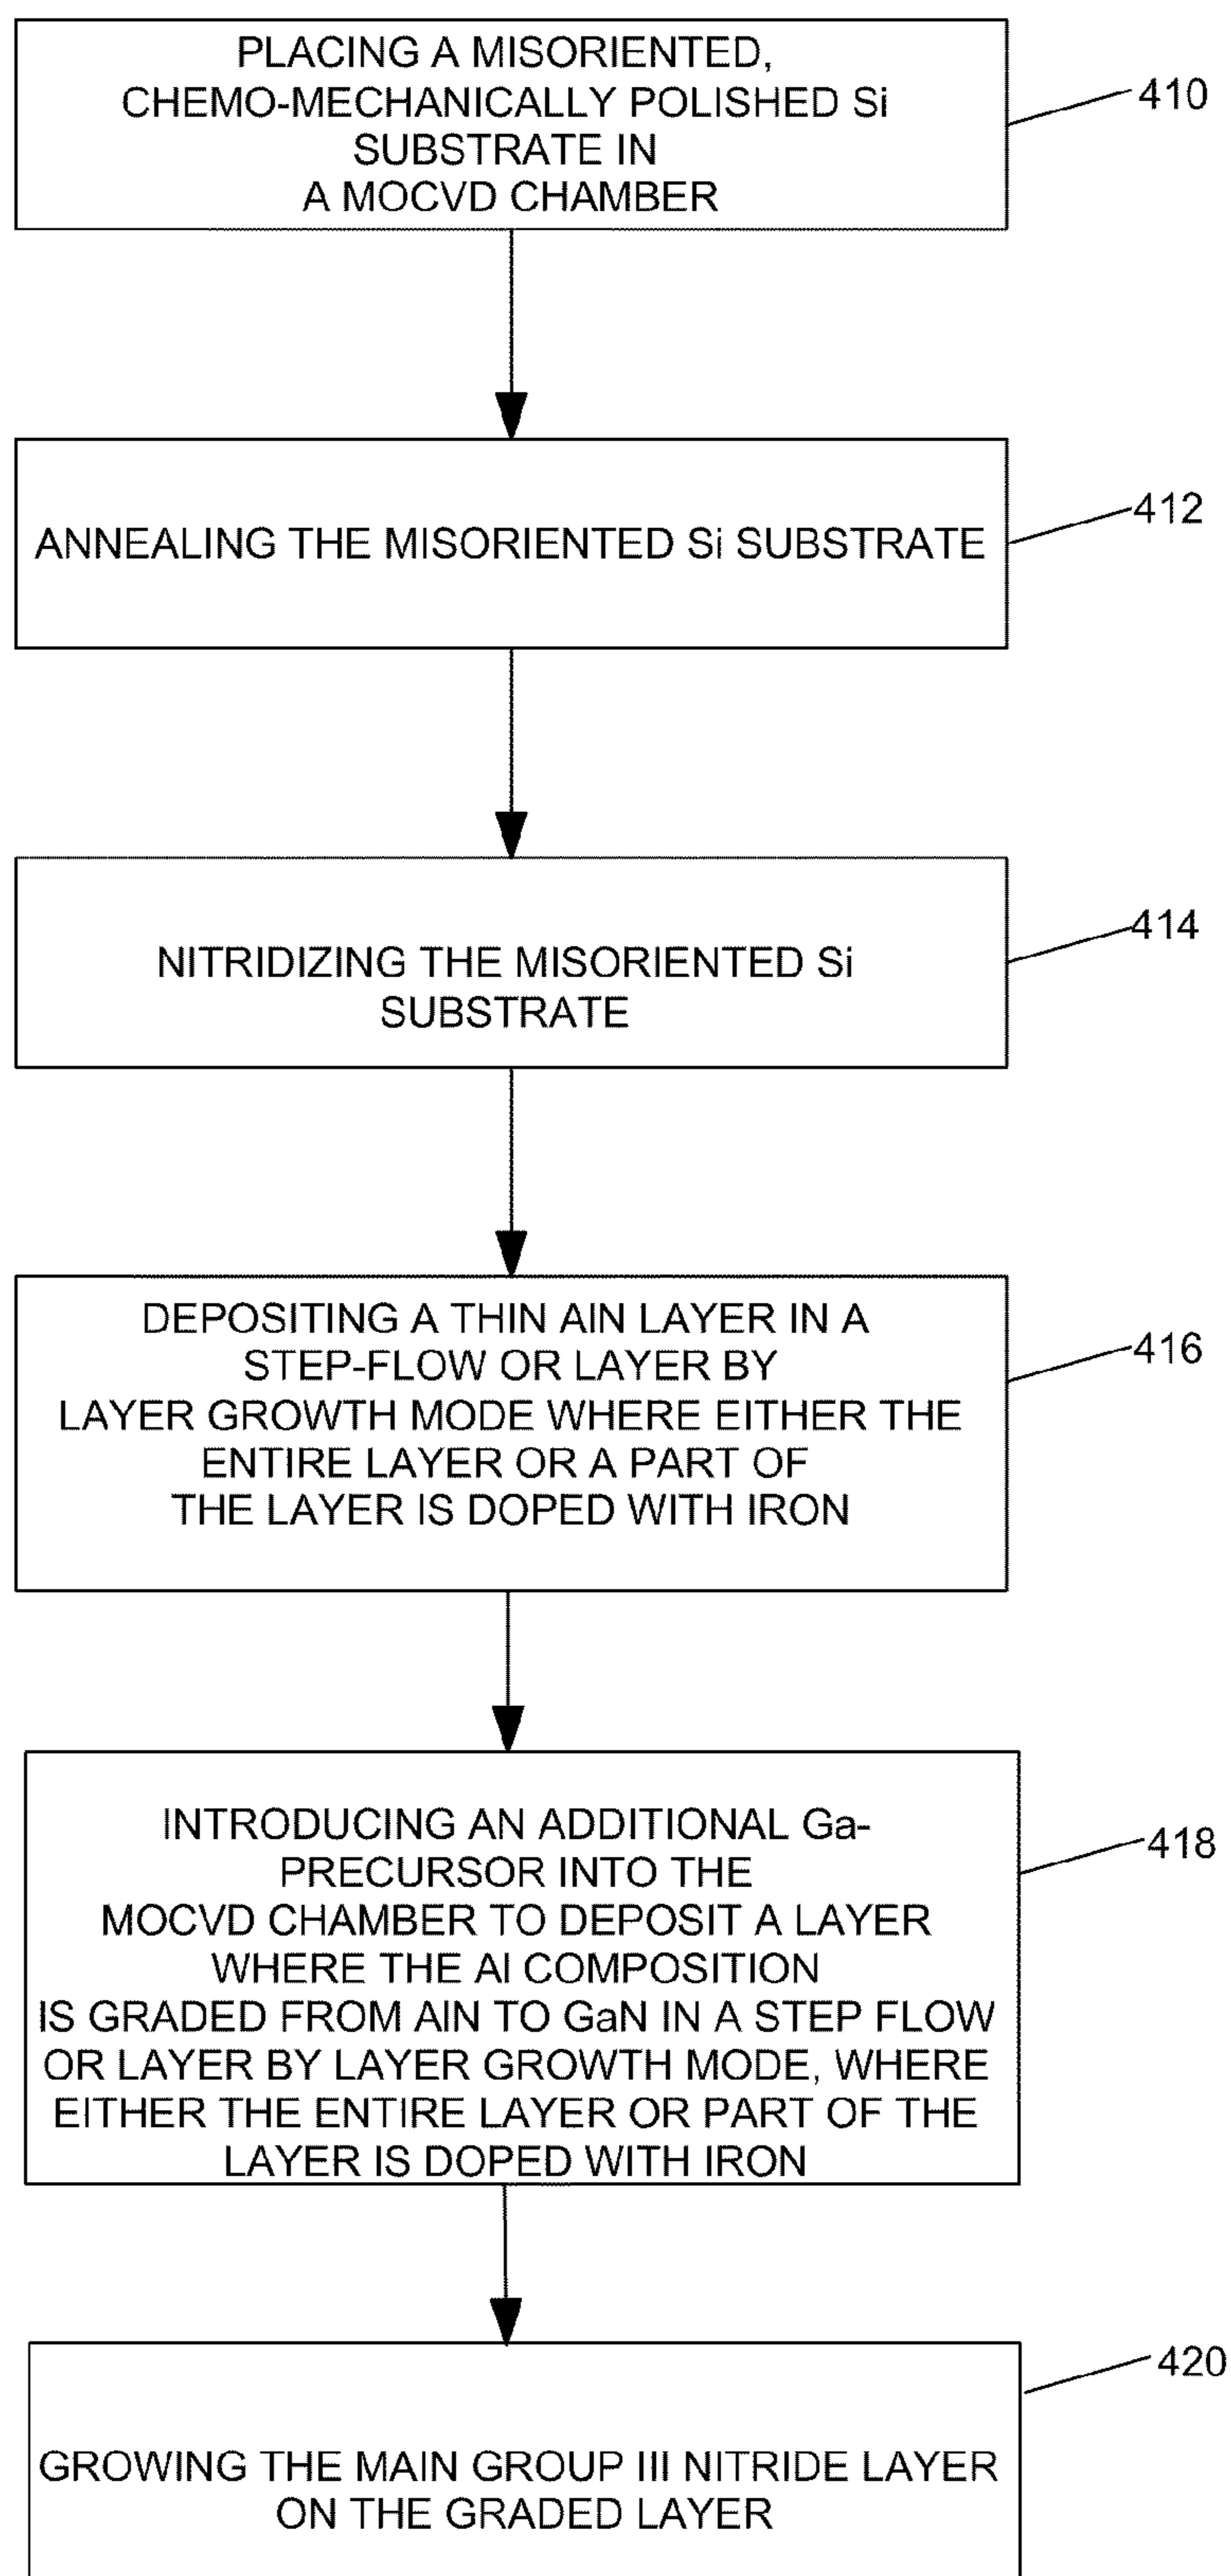 PLACING A MISORIENTED,
CHEMO-MECHANICALLY POLISHED Si
SUBSTRATE IN
A MOCVD CHAMBER
410
ANNEALING THE MISORIENTED Si SUBSTRATE
412
NITRIDIZING THE MISORIENTED Si
SUBSTRATE
414
DEPOSITING A THIN AlN LAYER IN A
STEP-FLOW OR LAYER BY
LAYER GROWTH MODE WHERE EITHER THE
ENTIRE LAYER OR A PART OF
THE LAYER IS DOPED WITH IRON
416
INTRODUCING AN ADDITIONAL Ga-
PRECURSOR INTO THE
MOCVD CHAMBER TO DEPOSIT A LAYER
WHERE THE Al COMPOSITION
IS GRADED FROM AlN TO GaN IN A STEP FLOW
OR LAYER BY LAYER GROWTH MODE, WHERE
EITHER THE ENTIRE LAYER OR PART OF THE
LAYER IS DOPED WITH IRON
418
GROWING THE MAIN GROUP III NITRIDE LAYER
ON THE GRADED LAYER
420